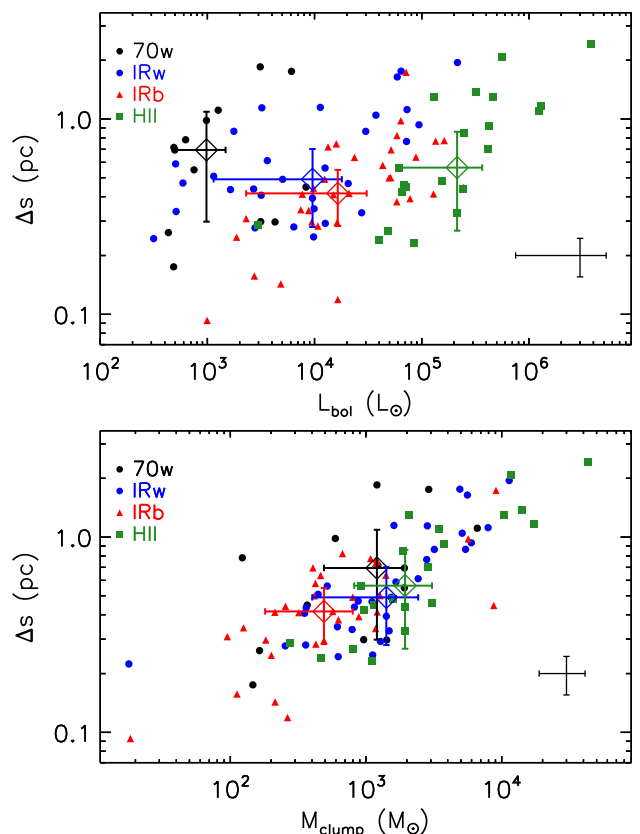 70w
IRw
IRb
HII
1.0
0.1
Δs (pc)
10² 10³ 10⁴ 10⁵ 10⁶
L_bol (L_⊙)
70w
IRw
IRb
HII
1.0
0.1
Δs (pc)
10² 10³ 10⁴
M_clump (M_⊙)